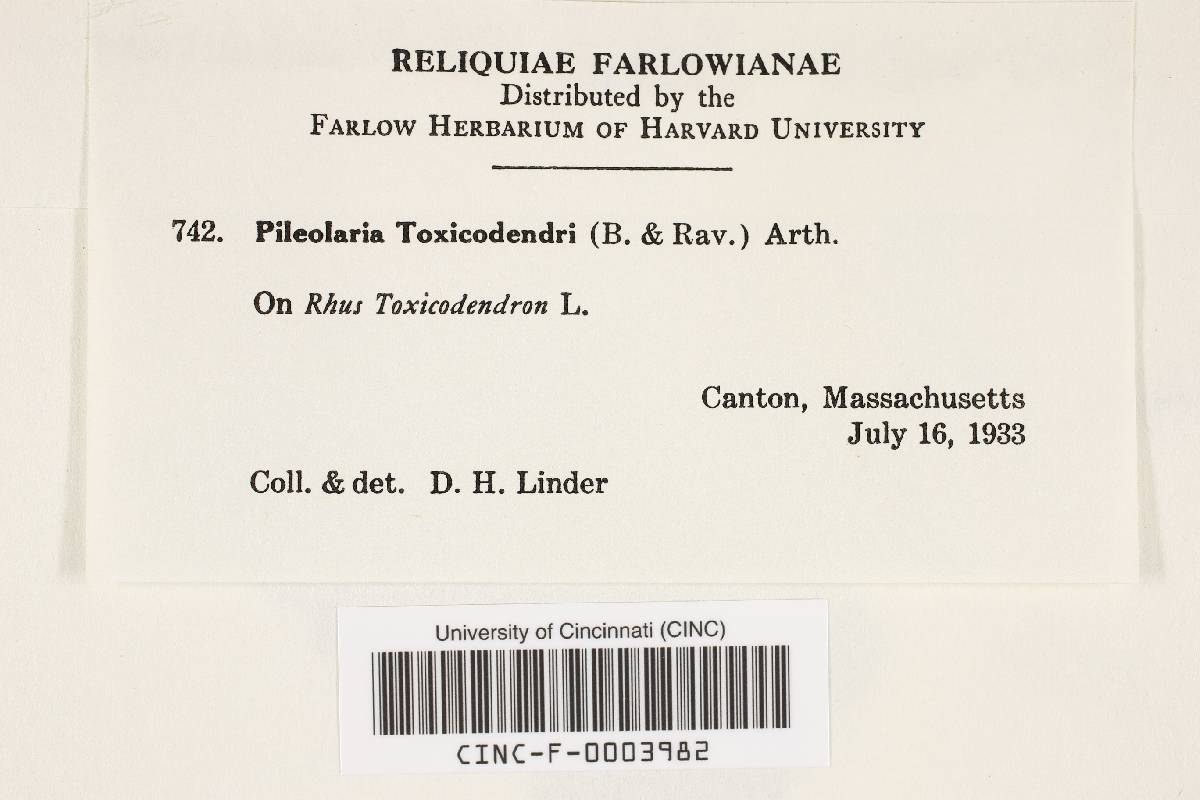 RELIQUIAE FARLOWIANAE
Distributed by the
FARLOW HERBARIUM OF HARVARD UNIVERSITY
742. Pileolaria Toxicodendri (B. & Rav.) Arth.
On Rhus Toxicodendron L.
Canton, Massachusetts
July 16, 1933
Coll. & det. D. H. Linder
University of Cincinnati (CINC)
CINC-F-0003982